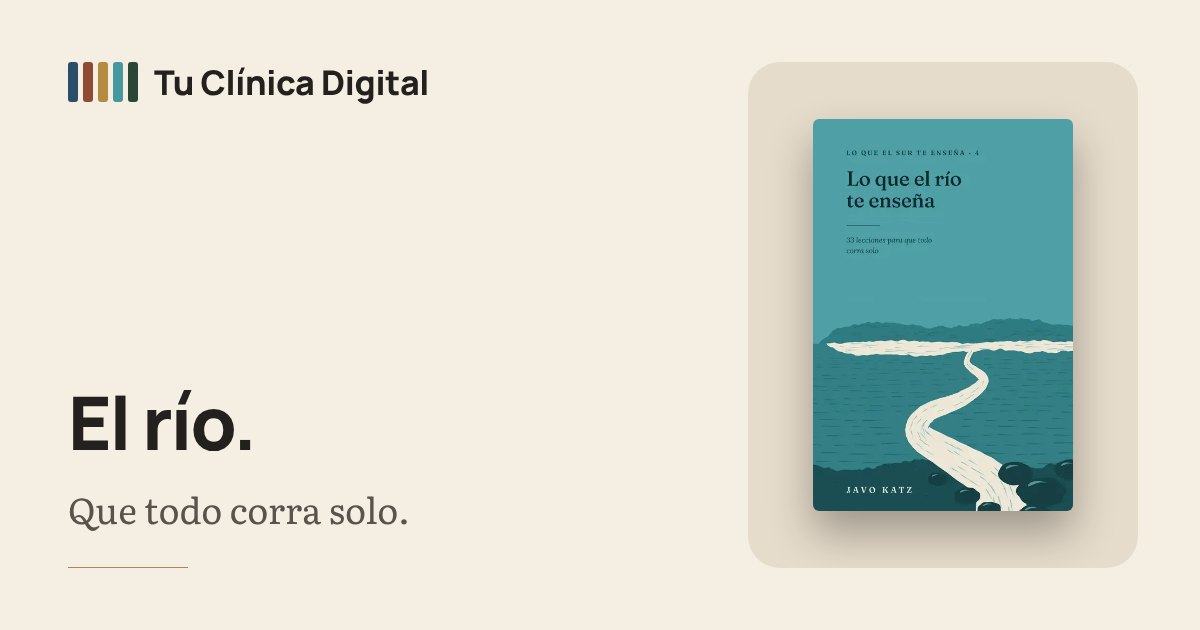 Tu Clínica Digital
El río.
Que todo corra solo.
LO QUE EL SUR TE ENSEÑA · 4
Lo que el río
te enseña
33 lecciones para que todo
corra solo
JAVO KATZ